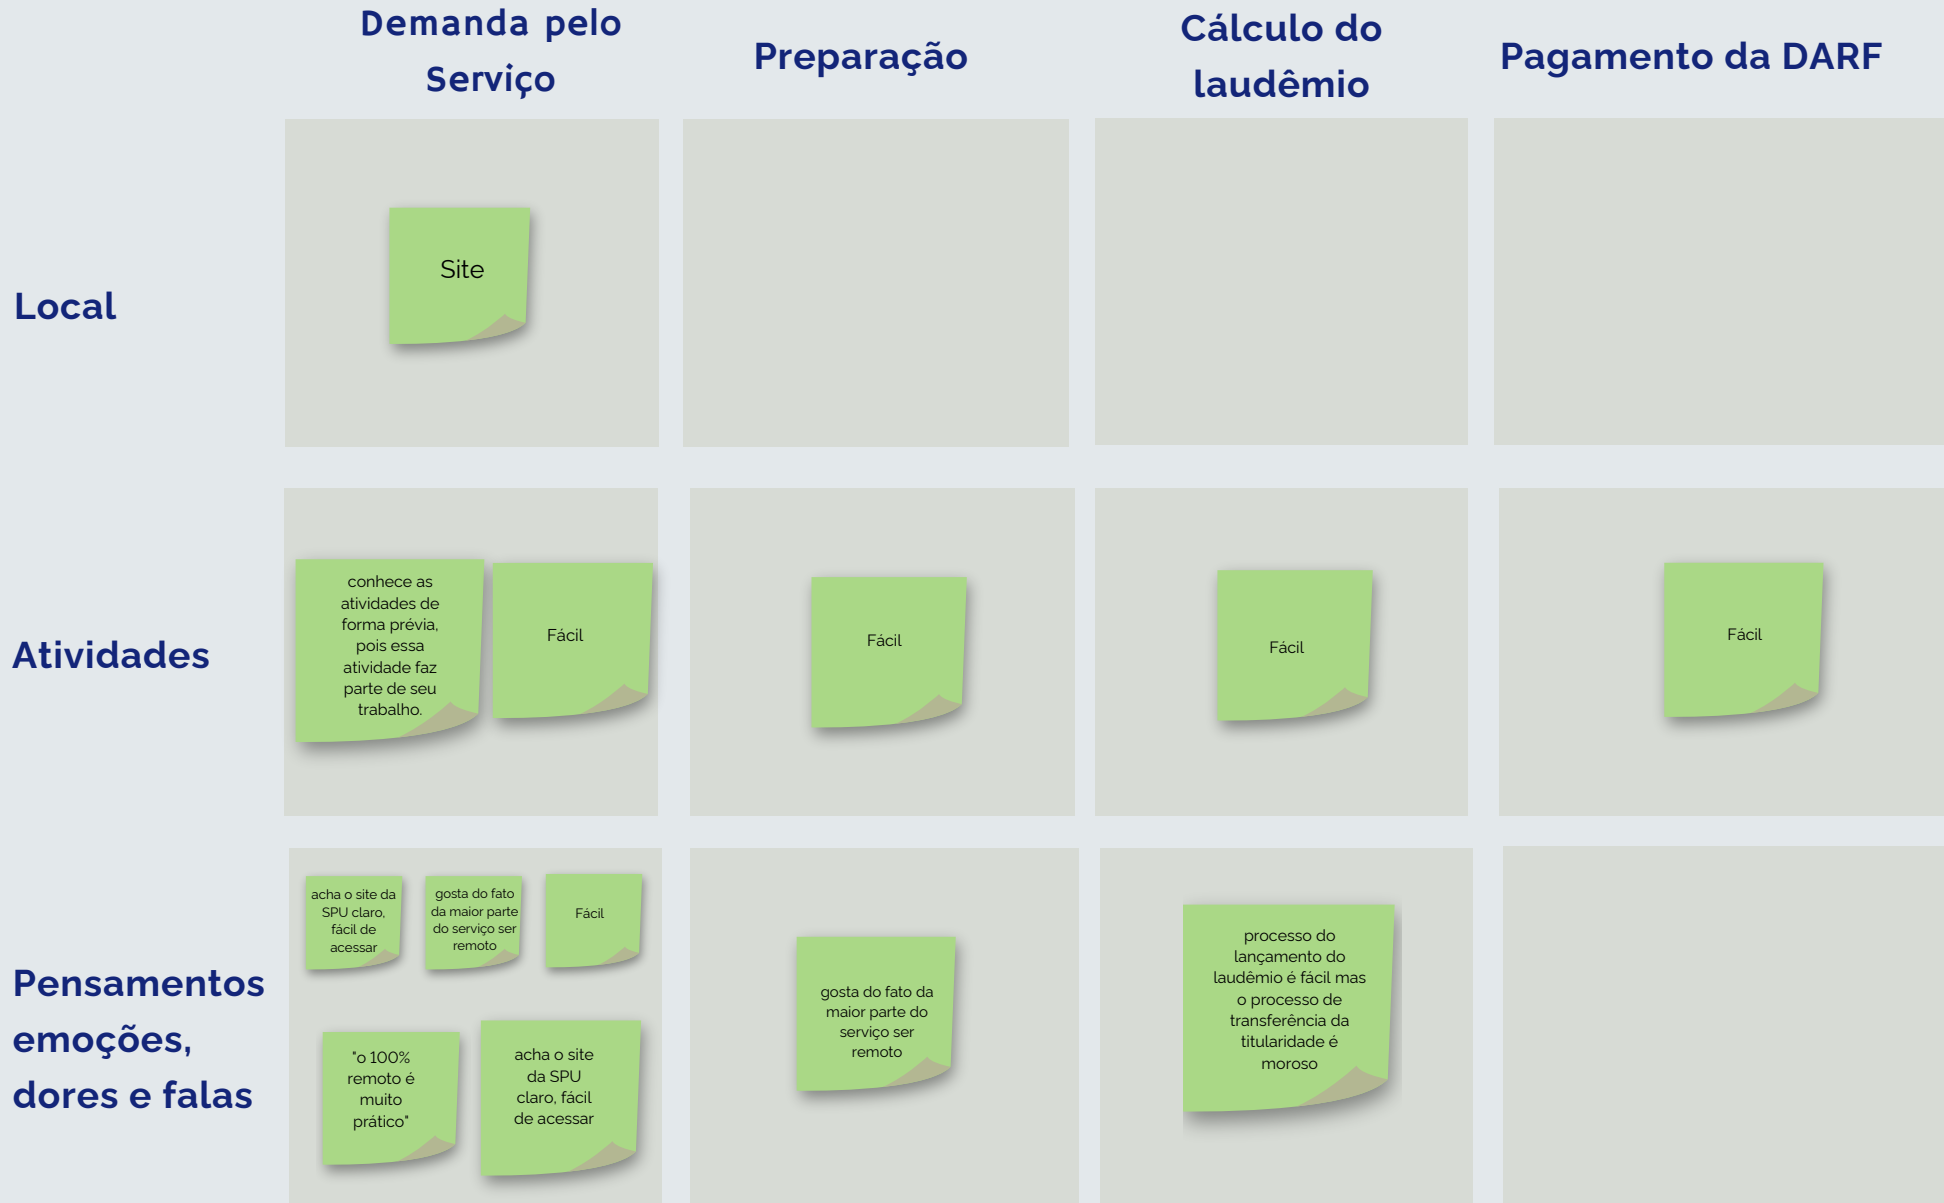 Demanda pelo
Serviço
Preparação
Cálculo do
laudêmio
Pagamento da DARF
Local
Site
Atividades
conhece as
atividades de
forma prévia,
pois essa
atividade faz
parte de seu
trabalho.
Fácil
Fácil
Fácil
Fácil
Pensamentos
emoções,
dores e falas
acha o site da
SPU claro,
fácil de
acessar
gosta do fato
da maior parte
do serviço ser
remoto
Fácil
"o 100%
remoto é
muito
prático"
acha o site
da SPU
claro, fácil
de acessar
gosta do fato da
maior parte do
serviço ser
remoto
processo do
lançamento do
laudêmio é fácil mas
o processo de
transferência da
titularidade é
moroso